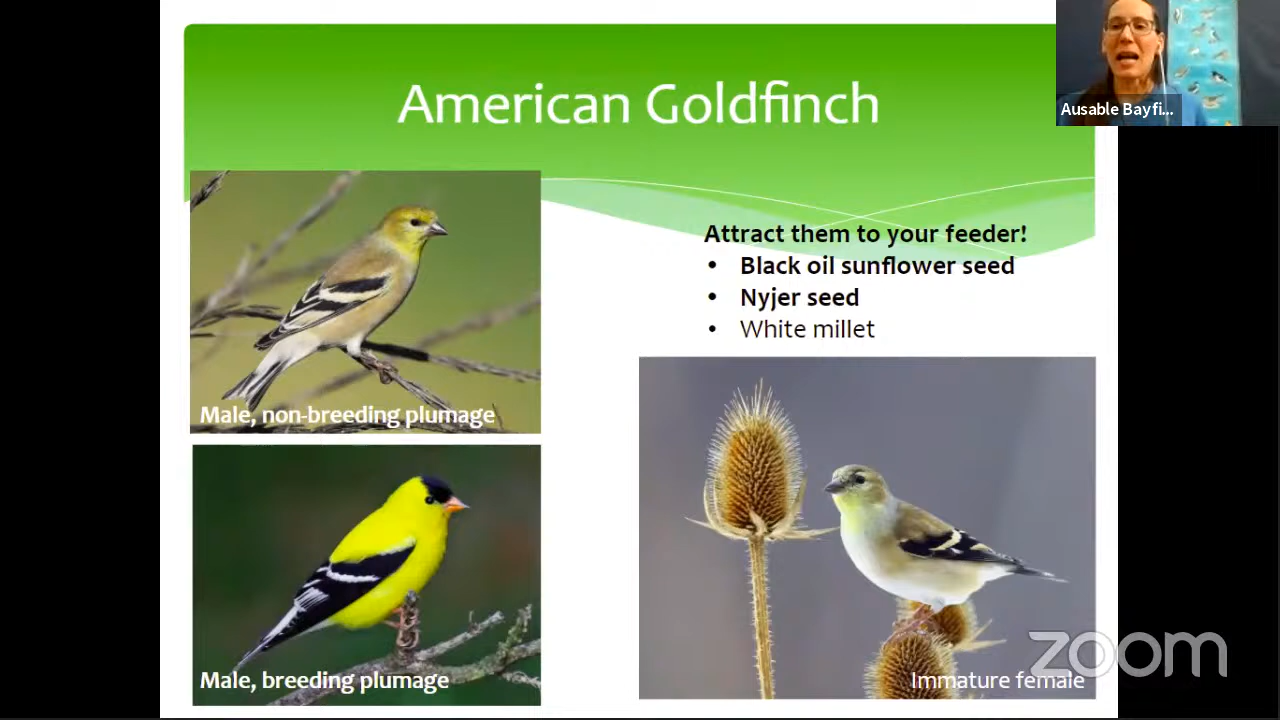 American Goldfinch
Ausable Bayfi...
Attract them to your feeder!
• Black oil sunflower seed
• Nyjer seed
• White millet
Male, non-breeding plumage
Male, breeding plumage
Immature female
zoom